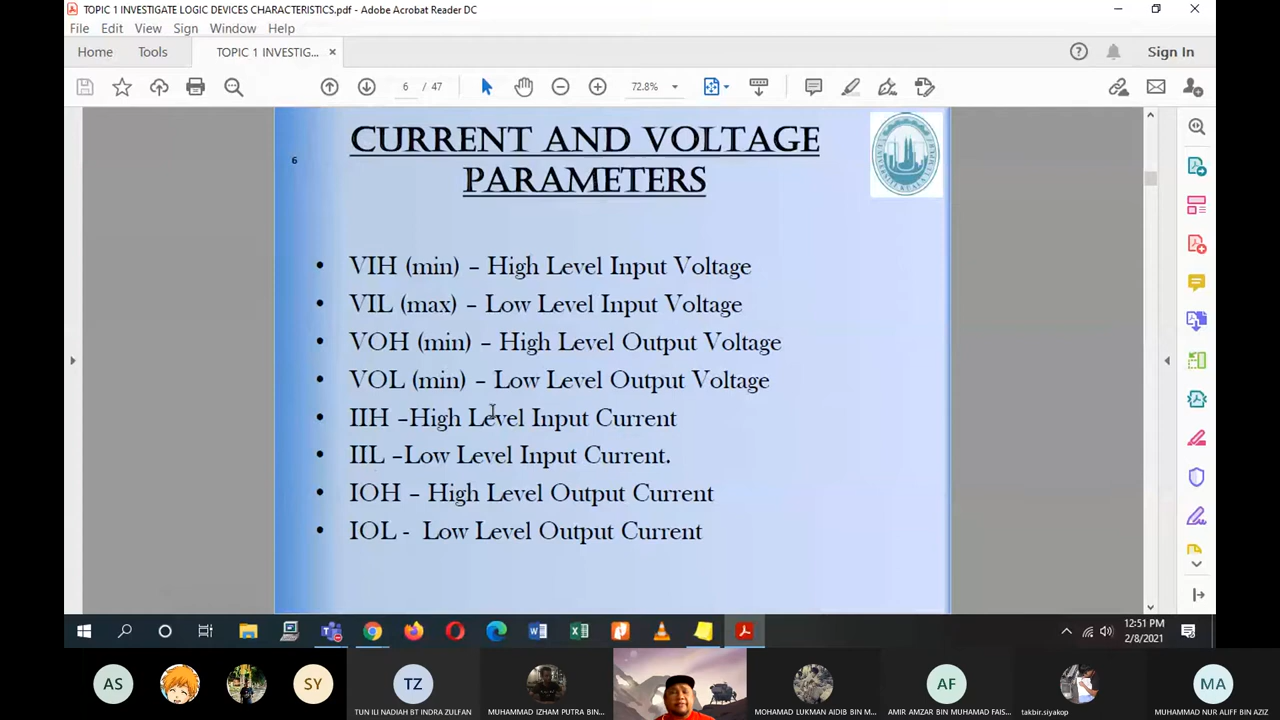 TOPIC 1 INVESTIGATE LOGIC DEVICES CHARACTERISTICS.pdf - Adobe Acrobat Reader DC
File Edit View Sign Window Help
Home Tools TOPIC 1 INVESTIG... × Sign In
6 / 47 72.8%
6
CURRENT AND VOLTAGE
PARAMETERS
• VIH (min) – High Level Input Voltage
• VIL (max) – Low Level Input Voltage
• VOH (min) – High Level Output Voltage
• VOL (min) – Low Level Output Voltage
• IIH –High Level Input Current
• IIL –Low Level Input Current.
• IOH – High Level Output Current
• IOL - Low Level Output Current
12:51 PM
2/8/2021
AS SY TZ AF MA
TUN ILI NADIAH BT INDRA ZULFAN MUHAMMAD IZHAM PUTRA BIN... MOHAMAD LUKMAN AIDIB BIN M... AMIR AMZAR BIN MUHAMAD FAIS... takbir.siyakop MUHAMMAD NUR ALIFF BIN AZ